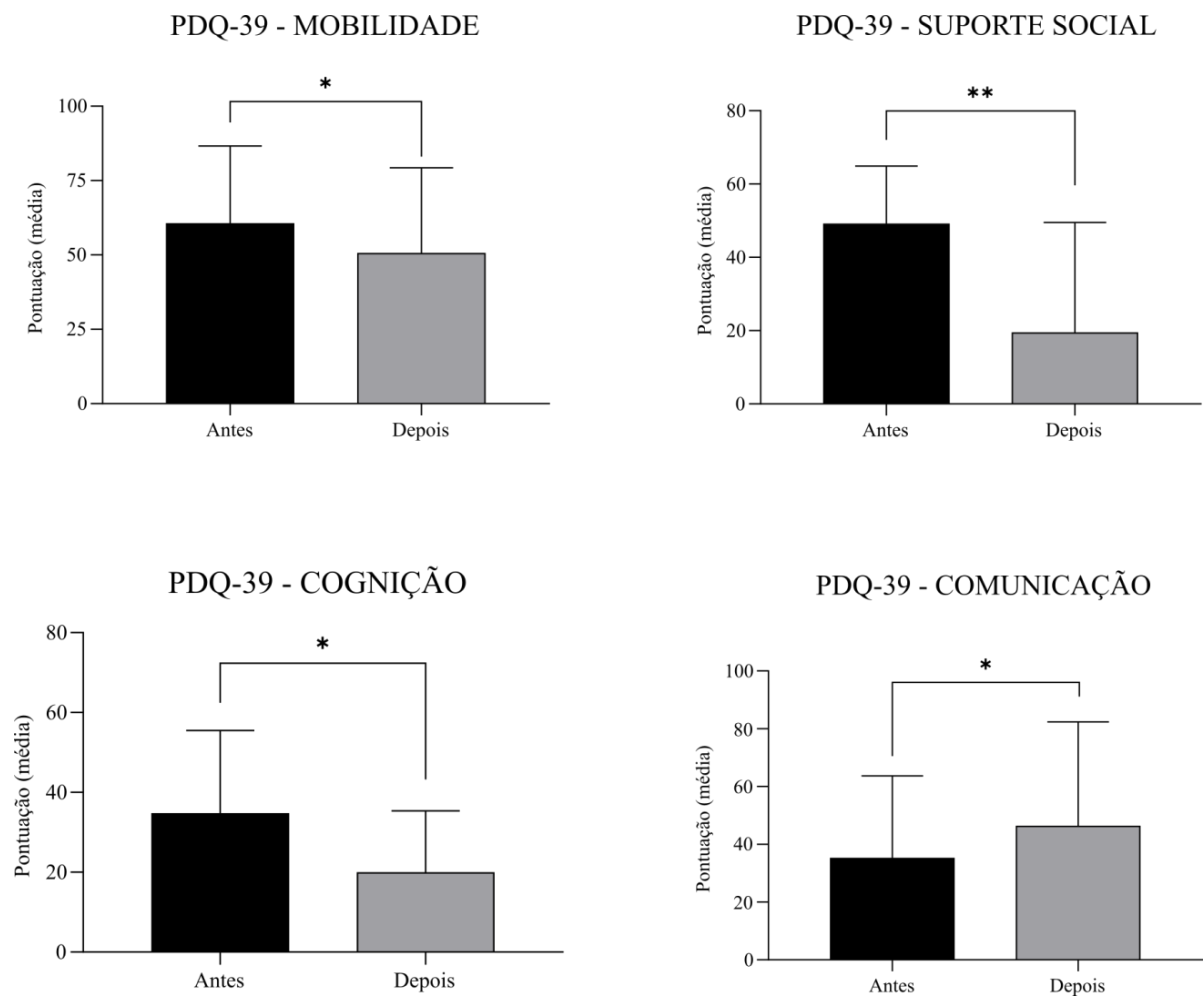 PDQ-39 - MOBILIDADE
*
100
75
50
25
0
Pontuação (média)
Antes
Depois
PDQ-39 - SUPORTE SOCIAL
**
80
60
40
20
0
Pontuação (média)
Antes
Depois
PDQ-39 - COGNIÇÃO
*
80
60
40
20
0
Pontuação (média)
Antes
Depois
PDQ-39 - COMUNICAÇÃO
*
100
80
60
40
20
0
Pontuação (média)
Antes
Depois